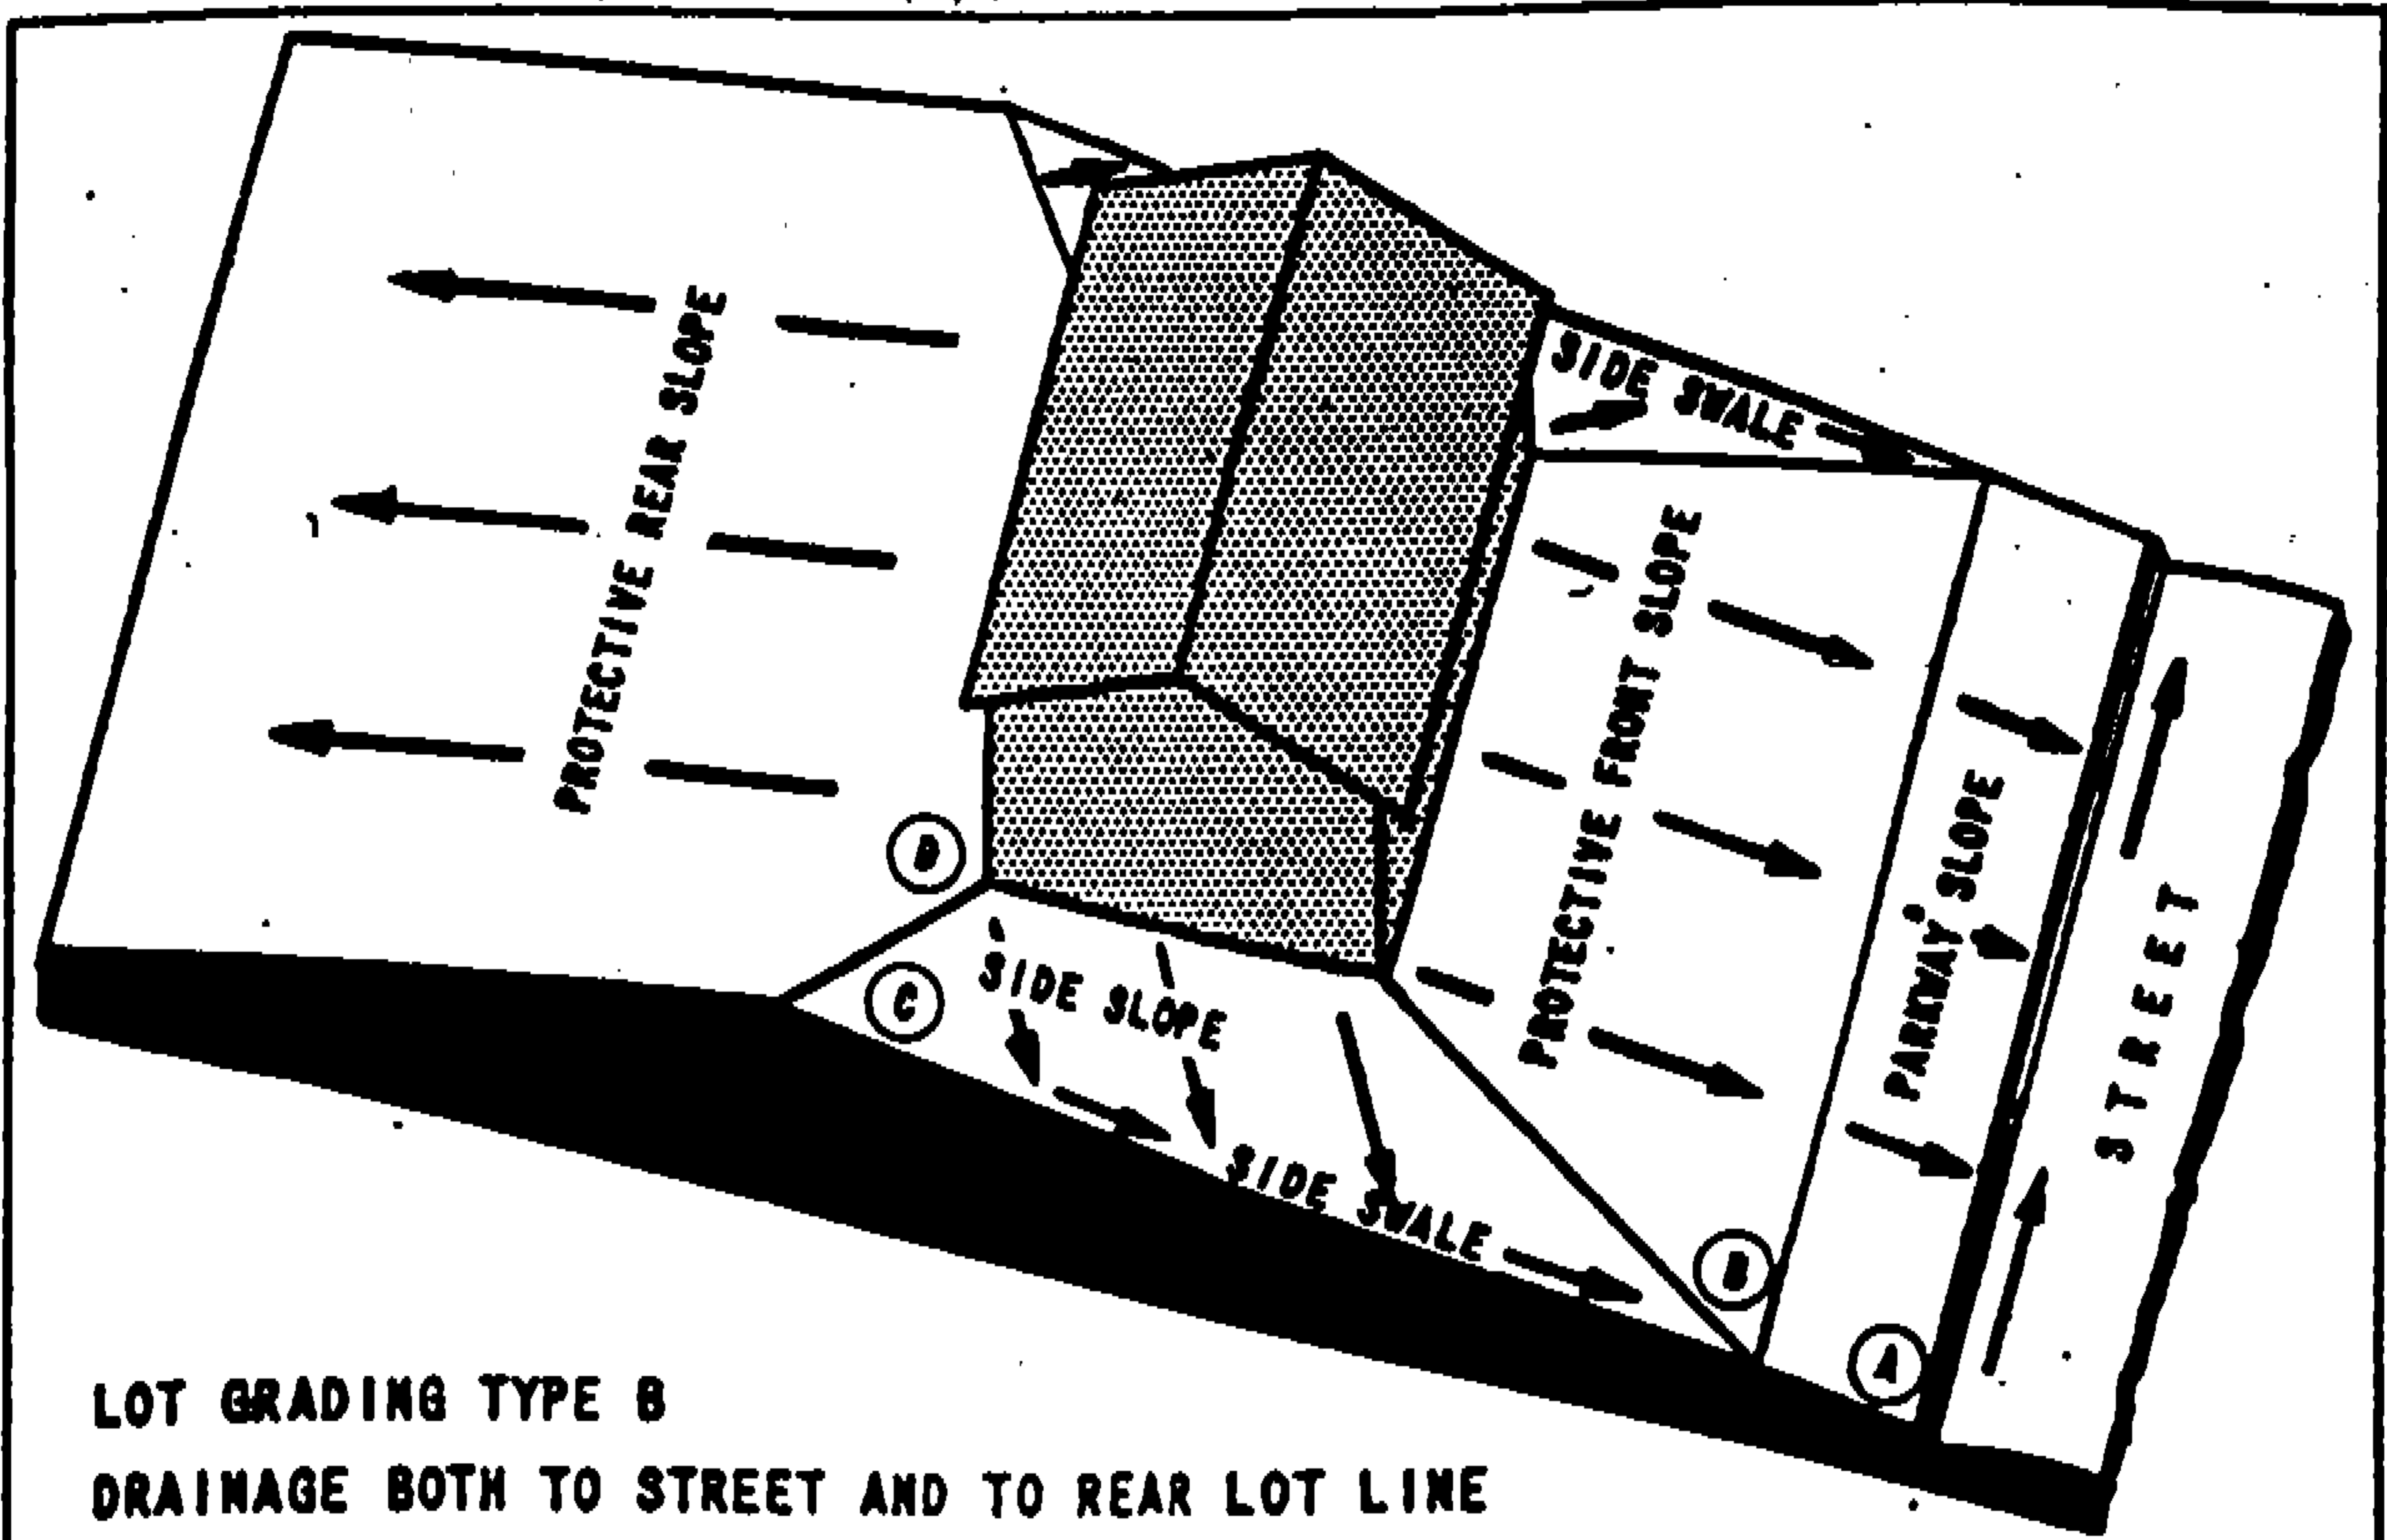 PROTECTIVE REAR SLOPE
SIDE SWALE
PROTECTIVE FRONT SLOPE
PARKWAY SLOPE
STREET
D
C
SIDE SLOPE
SIDE SWALE
B
A
LOT GRADING TYPE B
DRAINAGE BOTH TO STREET AND TO REAR LOT LINE